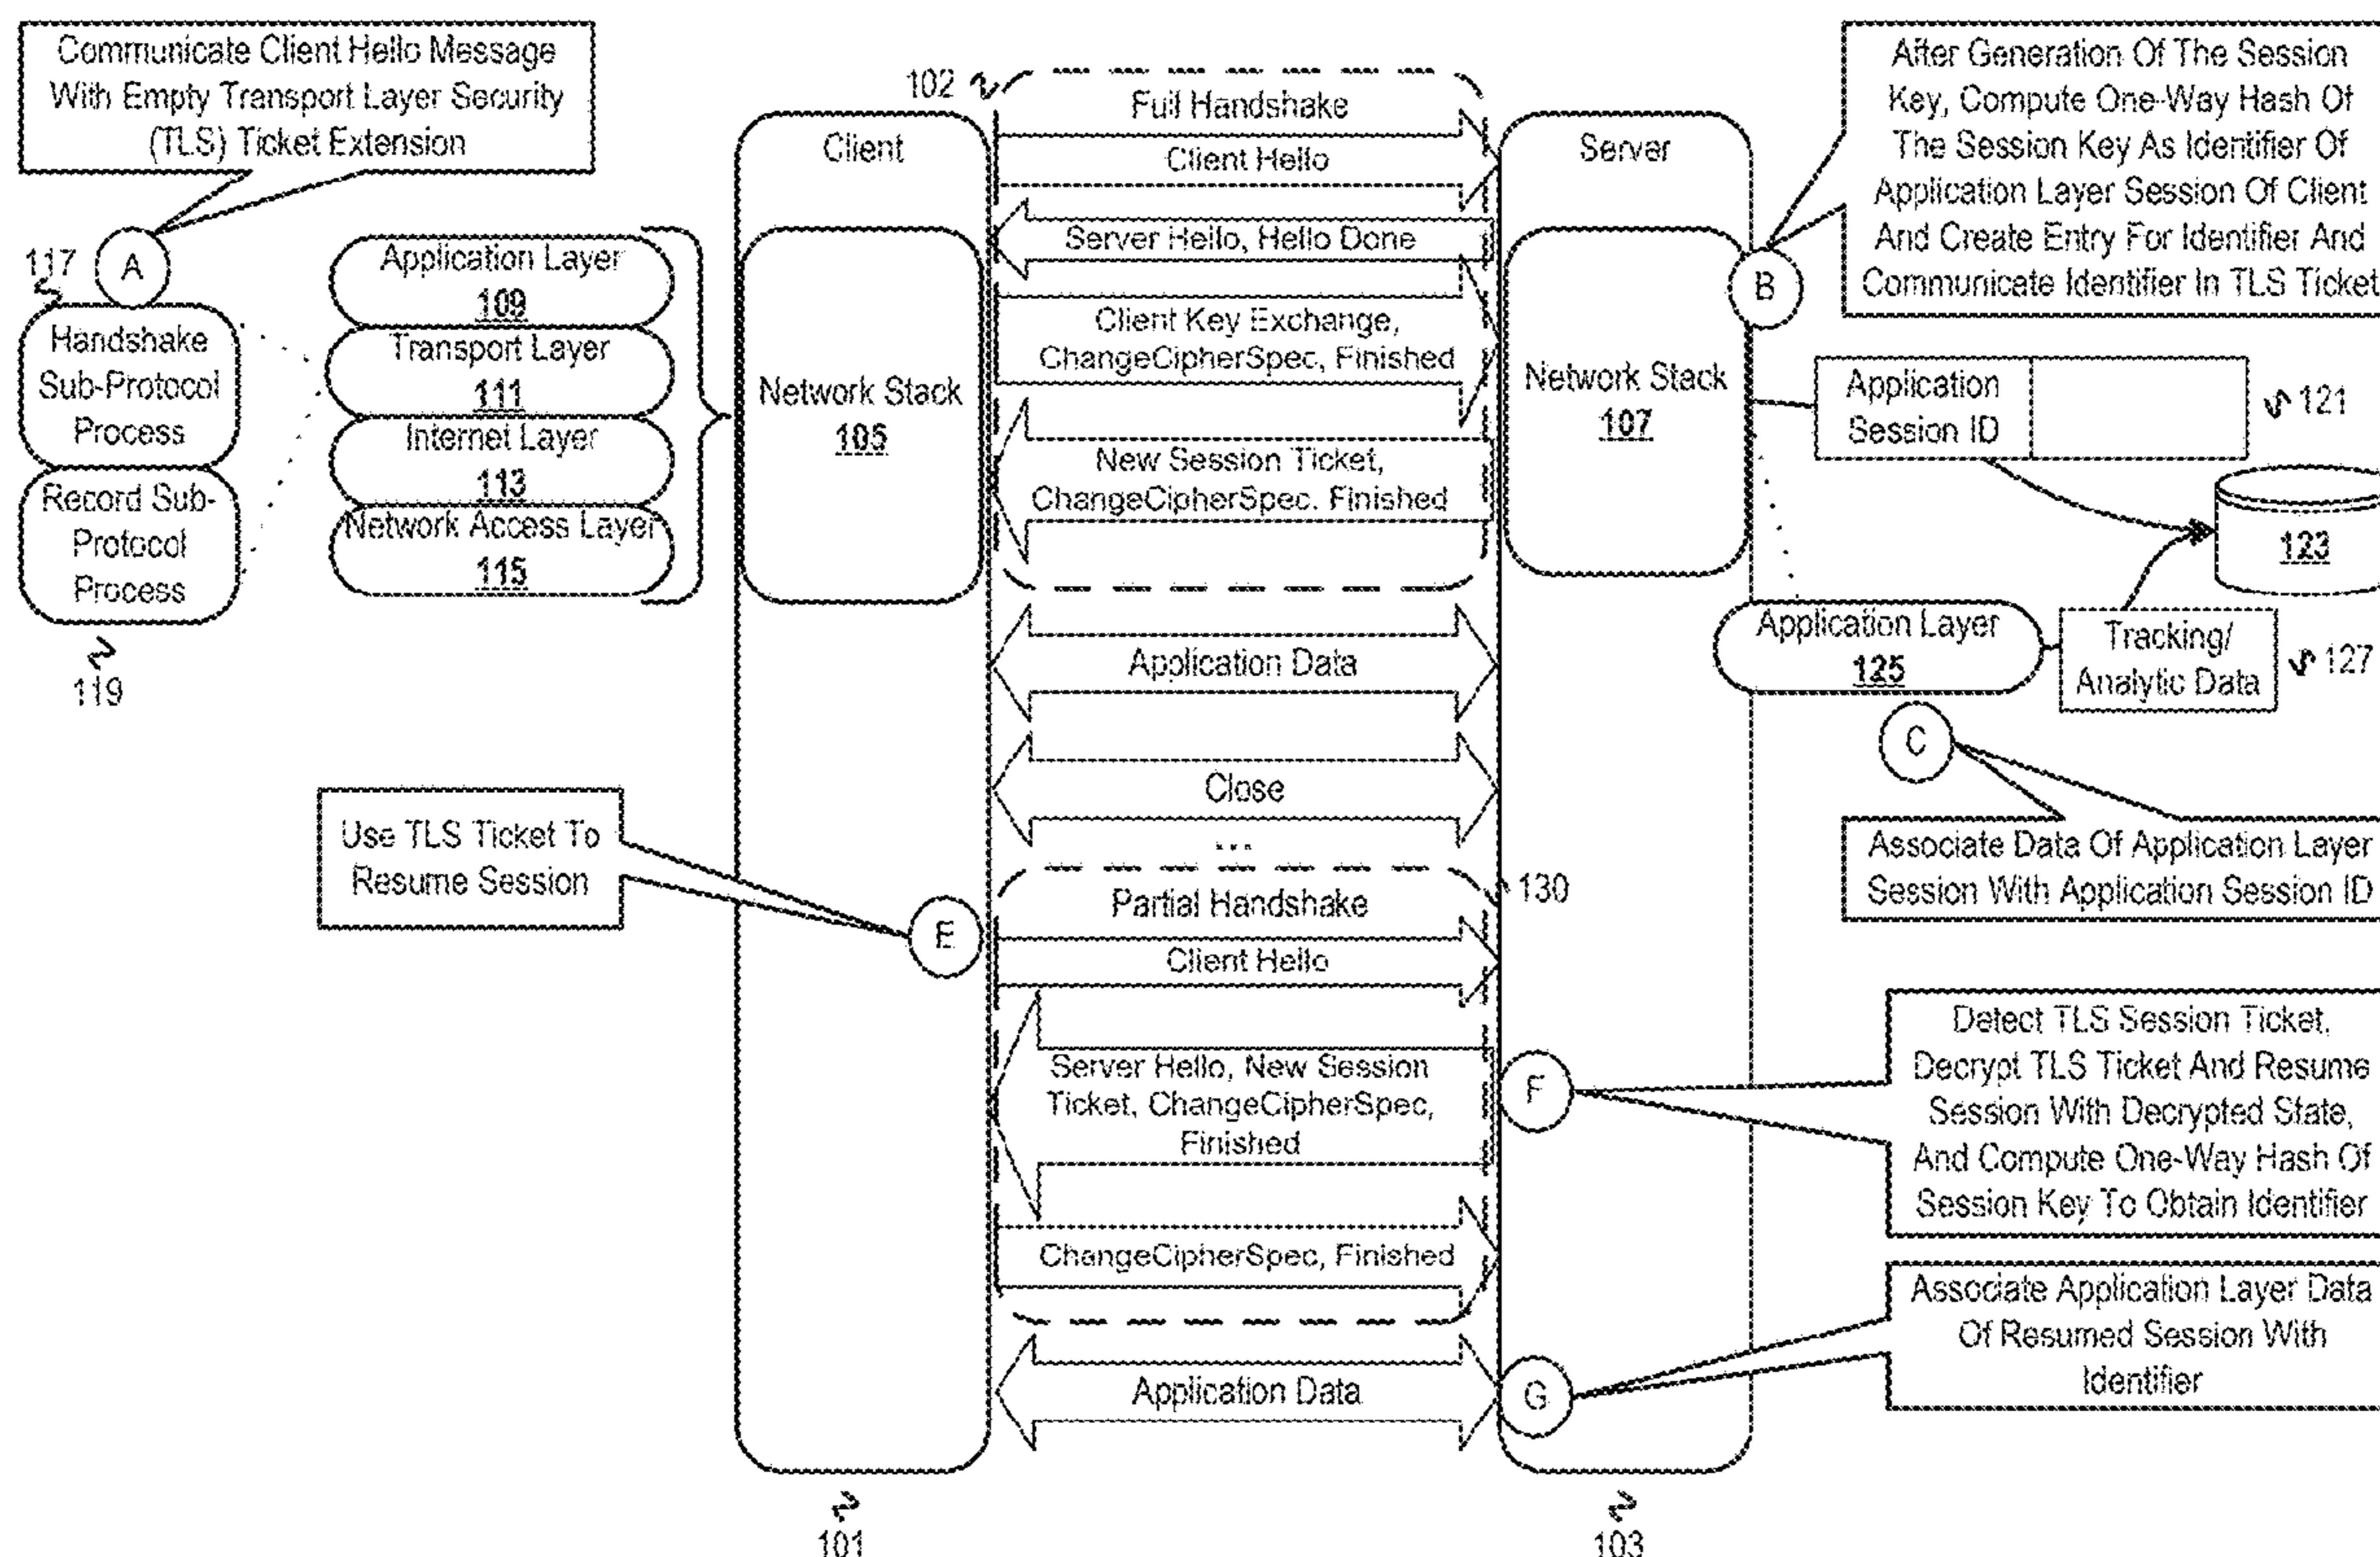 Communicate Client Hello Message
With Empty Transport Layer Security
(TLS) Ticket Extension
117
A
Handshake
Sub-Protocol
Process
Record Sub-
Protocol
Process
119
Application Layer
109
Transport Layer
111
Internet Layer
113
Network Access Layer
115
Client
Network Stack
105
102
Full Handshake
Client Hello
Server Hello, Hello Done
Client Key Exchange,
ChangeCipherSpec, Finished
New Session Ticket,
ChangeCipherSpec. Finished
Application Data
Close
...
Server
Network Stack
107
After Generation Of The Session
Key, Compute One-Way Hash Of
The Session Key As Identifier Of
Application Layer Session Of Client
And Create Entry For Identifier And
Communicate Identifier In TLS Ticket
B
Application
Session ID
121
123
Application Layer
125
Tracking/
Analytic Data
127
C
Associate Data Of Application Layer
Session With Application Session ID
Use TLS Ticket To
Resume Session
E
130
Partial Handshake
Client Hello
Server Hello, New Session
Ticket, ChangeCipherSpec,
Finished
ChangeCipherSpec, Finished
Application Data
F
Detect TLS Session Ticket,
Decrypt TLS Ticket And Resume
Session With Decrypted State,
And Compute One-Way Hash Of
Session Key To Obtain Identifier
G
Associate Application Layer Data
Of Resumed Session With
Identifier
101
103